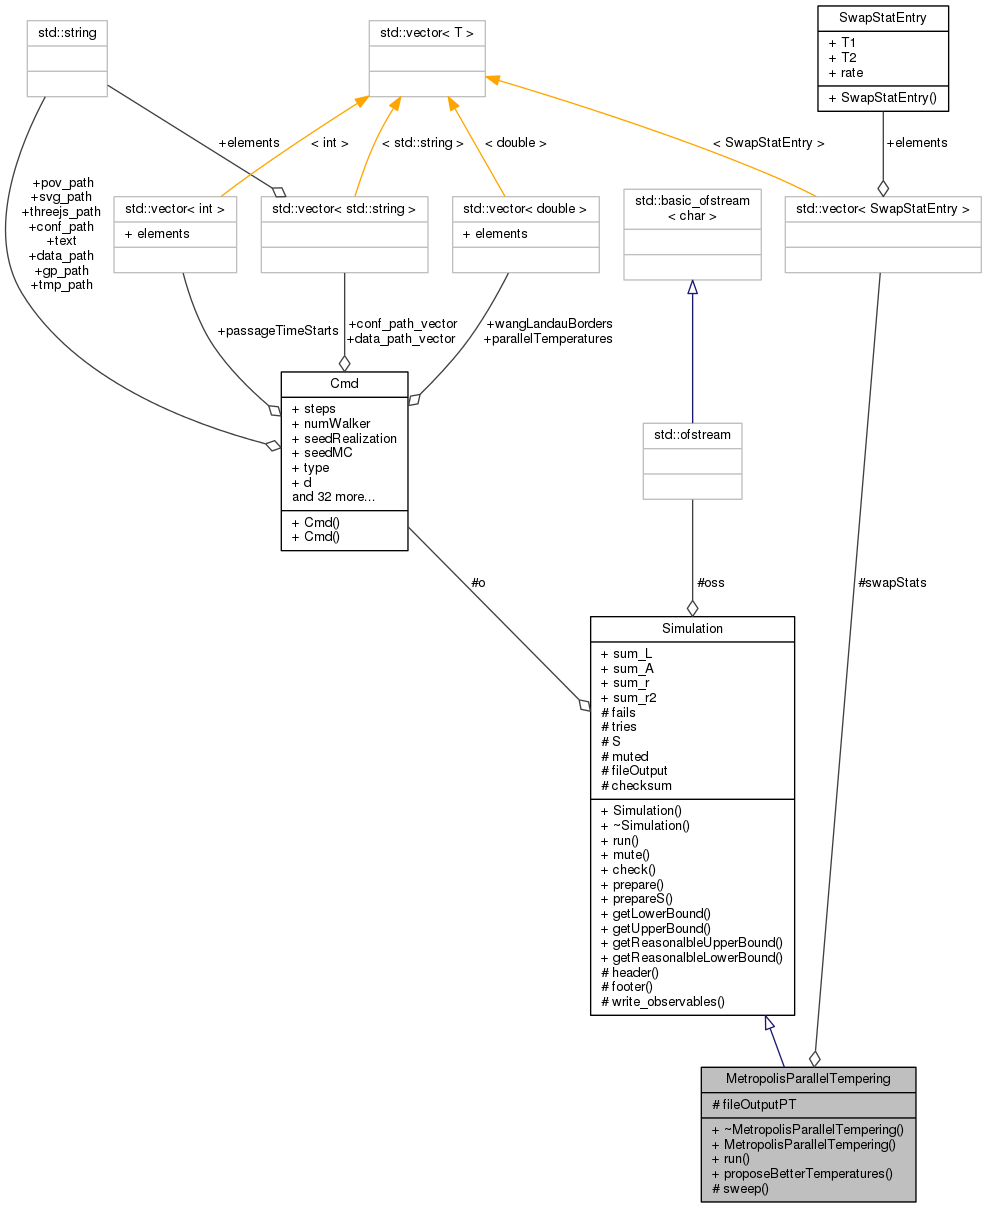 std::string
std::vector< T >
SwapStatEntry
+ T1
+ T2
+ rate
+ SwapStatEntry()
+elements
< int >
< std::string >
< double >
< SwapStatEntry >
+elements
+pov_path
+svg_path
+threejs_path
+conf_path
+text
+data_path
+gp_path
+tmp_path
std::vector< int >
+ elements
std::vector< std::string >
std::vector< double >
+ elements
std::basic_ofstream
< char >
std::vector< SwapStatEntry >
+passageTimeStarts
+conf_path_vector
+data_path_vector
+wangLandauBorders
+parallelTemperatures
Cmd
+ steps
+ numWalker
+ seedRealization
+ seedMC
+ type
+ d
and 32 more...
+ Cmd()
+ Cmd()
std::ofstream
#o
#oss
#swapStats
Simulation
+ sum_L
+ sum_A
+ sum_r
+ sum_r2
# fails
# tries
# S
# muted
# fileOutput
# checksum
+ Simulation()
+ ~Simulation()
+ run()
+ mute()
+ check()
+ prepare()
+ prepareS()
+ getLowerBound()
+ getUpperBound()
+ getReasonalbleUpperBound()
+ getReasonalbleLowerBound()
# header()
# footer()
# write_observables()
MetropolisParallelTempering
# fileOutputPT
+ ~MetropolisParallelTempering()
+ MetropolisParallelTempering()
+ run()
+ proposeBetterTemperatures()
# sweep()